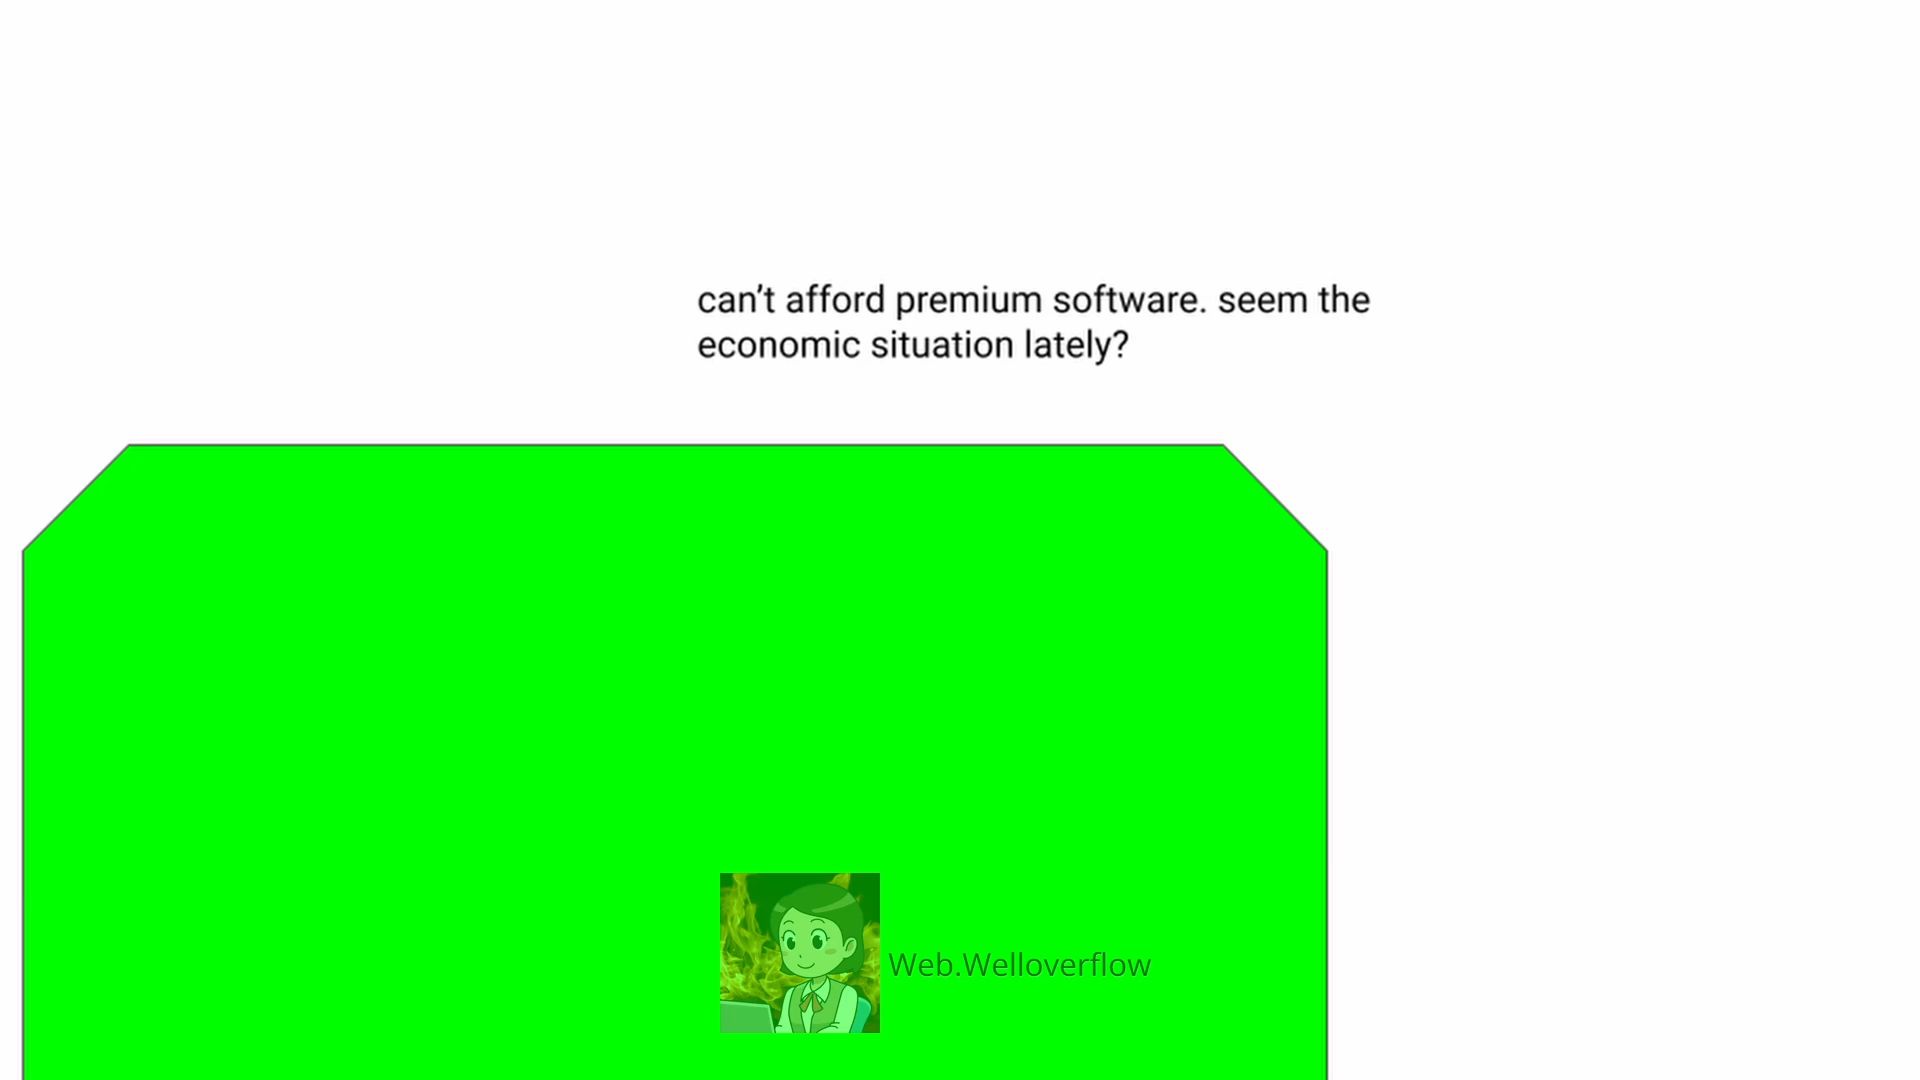 can’t afford premium software. seem the
economic situation lately?
Web.Welloverflow